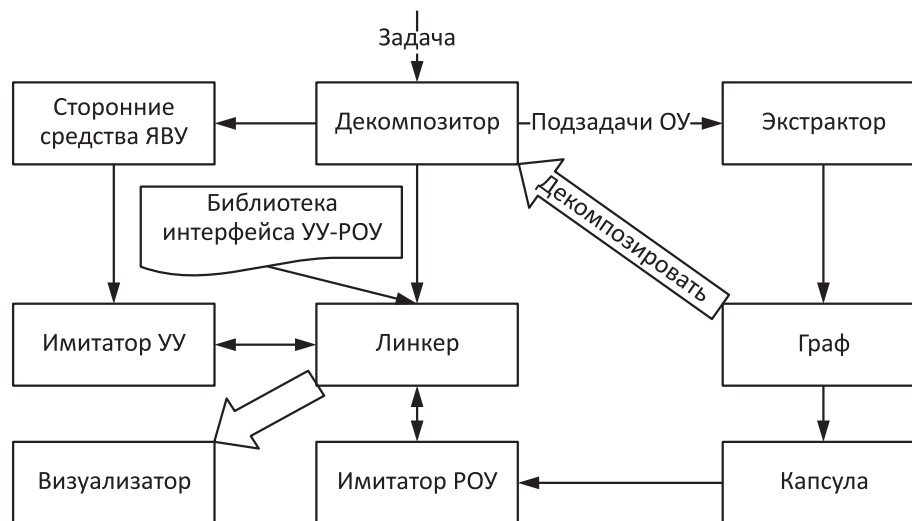 Задача
Сторонние
средства ЯВУ
Декомпозитор
Подзадачи ОУ
Экстрактор
Библиотека
интерфейса УУ-РОУ
Декомпозировать
Имитатор УУ
Линкер
Граф
Визуализатор
Имитатор РОУ
Капсула